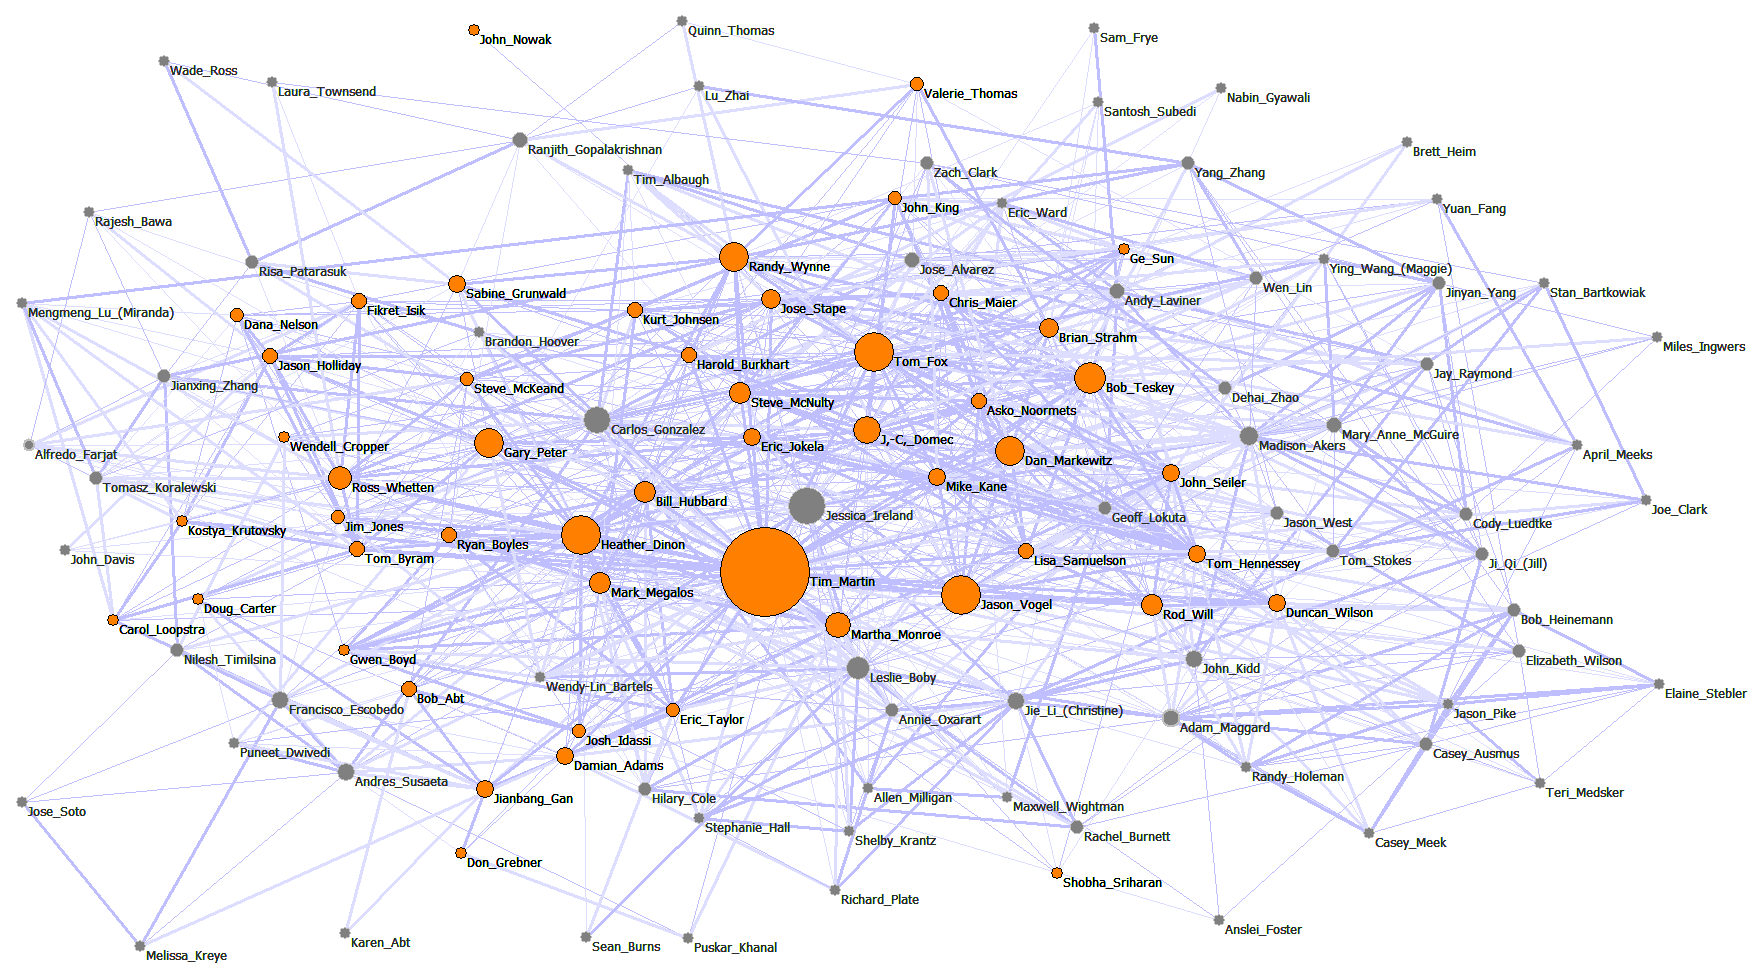 Quinn_Thomas
Sam_Frye
John_Nowak
Wade_Ross
Laura_Townsend
Lu_Zhai
Valerie_Thomas
Nabin_Gyawali
Santosh_Subedi
Ranjith_Gopalakrishnan
Brett_Heim
Zach_Clark
Yang_Zhang
Tim_Albaugh
John_King
Eric_Ward
Yuan_Fang
Rajesh_Bawa
Ge_Sun
Risa_Patarasuk
Randy_Wynne
Jose_Alvarez
Ying_Wang_(Maggie)
Wen_Lin
Sabine_Grunwald
Jinyan_Yang
Stan_Bartkowiak
Andy_Laviner
Chris_Maier
Jose_Stape
Fikret_Isik
Mengmeng_Lu_(Miranda)
Kurt_Johnsen
Dana_Nelson
Brian_Strahm
Brandon_Hoover
Miles_Ingwers
Tom_Fox
Harold_Burkhart
Jason_Holliday
Jay_Raymond
Jianxing_Zhang
Steve_McKeand
Bob_Teskey
Dehai_Zhao
Steve_McNulty
Asko_Noormets
Carlos_Gonzalez
Mary_Anne_McGuire
J,-C,_Domec
Madison_Akers
Wendell_Cropper
Eric_Jokela
Gary_Peter
Alfredo_Farjat
April_Meeks
Dan_Markewitz
John_Seiler
Tomasz_Koralewski
Ross_Whetten
Mike_Kane
Bill_Hubbard
Joe_Clark
Jessica_Ireland
Geoff_Lokuta
Jason_West
Cody_Luedtke
Jim_Jones
Kostya_Krutovsky
Ryan_Boyles
Heather_Dinon
John_Davis
Tom_Byram
Lisa_Samuelson
Tom_Hennessey
Tom_Stokes
Ji_Qi_(Jill)
Tim_Martin
Mark_Megalos
Jason_Vogel
Doug_Carter
Rod_Will
Duncan_Wilson
Bob_Heinemann
Carol_Loopstra
Martha_Monroe
Nilesh_Timilsina
Gwen_Boyd
Elizabeth_Wilson
John_Kidd
Leslie_Boby
Wendy-Lin_Bartels
Elaine_Stebler
Bob_Abt
Francisco_Escobedo
Eric_Taylor
Annie_Oxarart
Jie_Li_(Christine)
Jason_Pike
Adam_Maggard
Josh_Idassi
Puneet_Dwivedi
Casey_Ausmus
Damian_Adams
Andres_Susaeta
Randy_Holeman
Teri_Medsker
Jianbang_Gan
Hilary_Cole
Allen_Milligan
Maxwell_Wightman
Jose_Soto
Stephanie_Hall
Shelby_Krantz
Rachel_Burnett
Casey_Meek
Don_Grebner
Shobha_Sriharan
Richard_Plate
Anslei_Foster
Karen_Abt
Sean_Burns
Puskar_Khanal
Melissa_Kreye